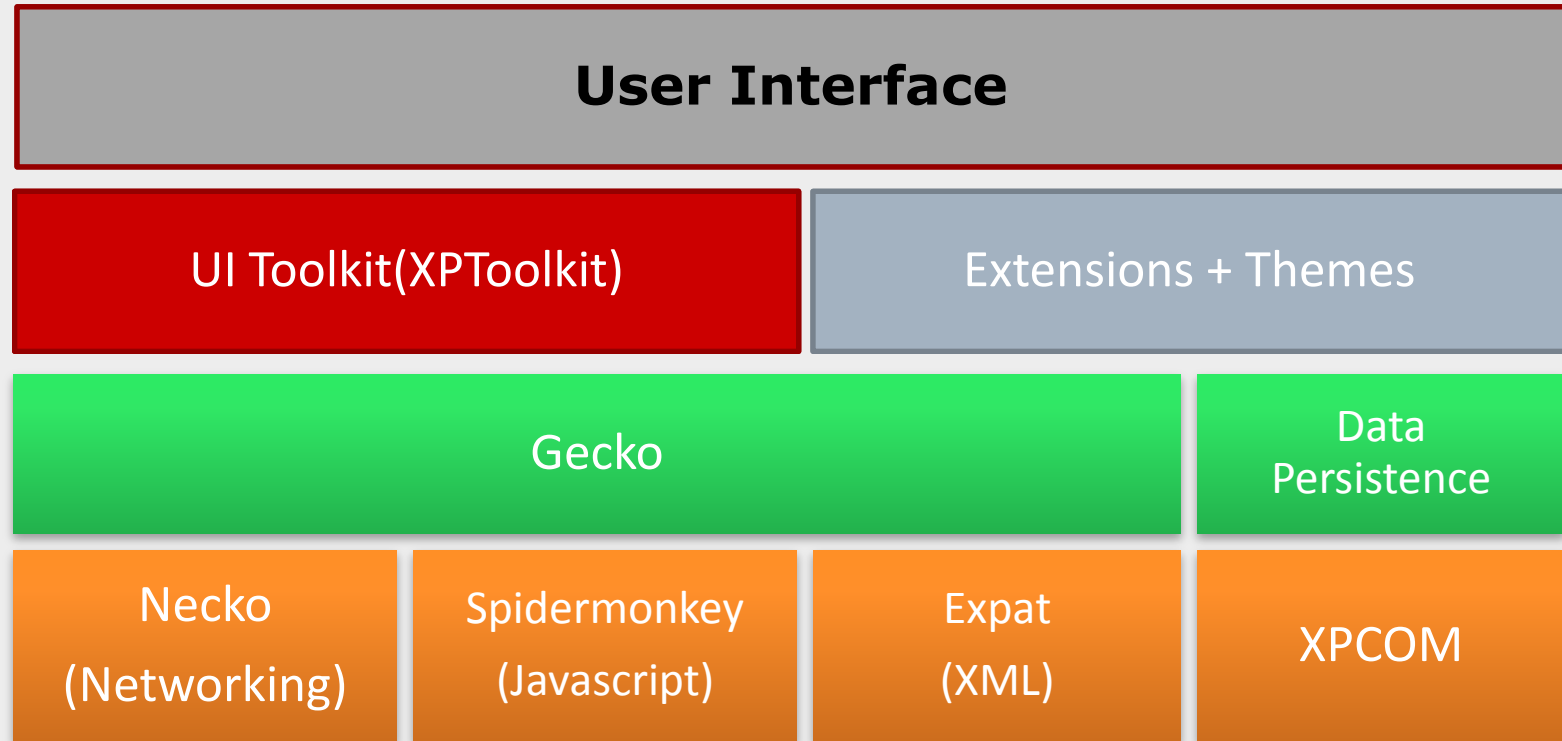 User Interface
UI Toolkit(XPToolkit)
Extensions + Themes
Gecko
Data
Persistence
Necko
(Networking)
Spidermonkey
(Javascript)
Expat
(XML)
XPCOM